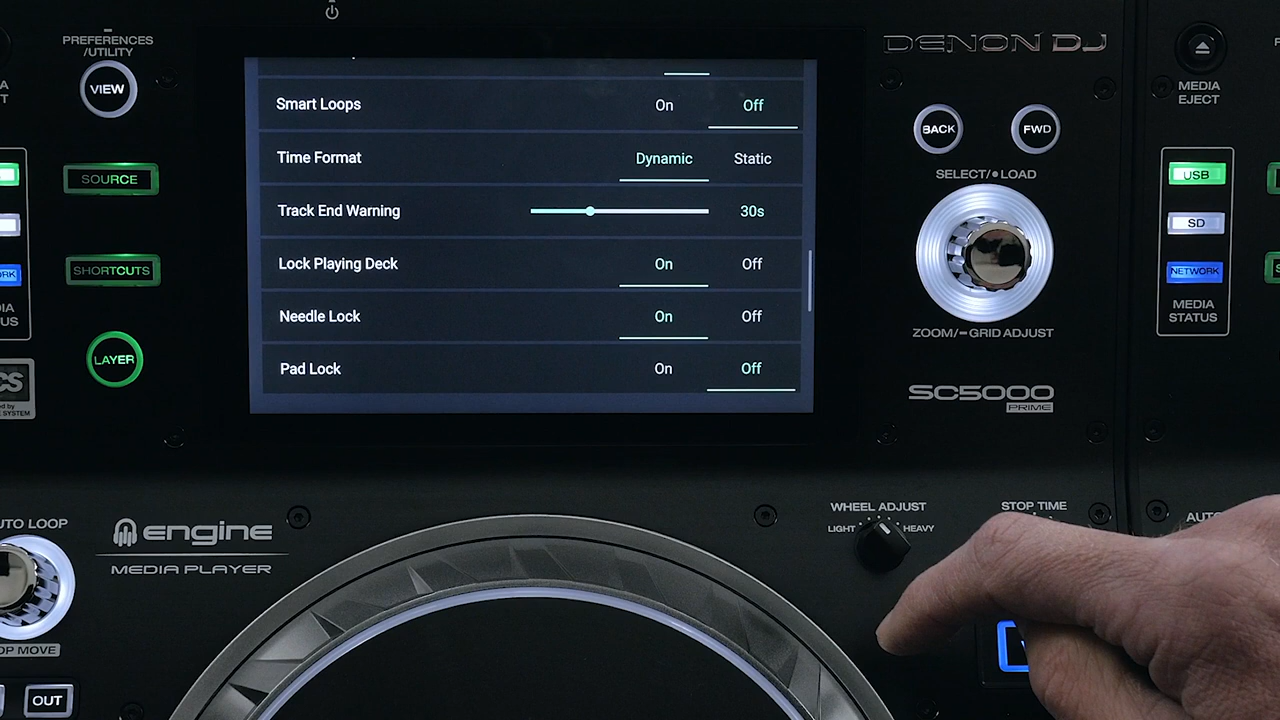 PREFERENCES
/UTILITY
VIEW
SOURCE
SHORTCUTS
LAYER
Smart Loops On Off
Time Format Dynamic Static
Track End Warning 30s
Lock Playing Deck On Off
Needle Lock On Off
Pad Lock On Off
DENON DJ
BACK
FWD
SELECT/●LOAD
ZOOM/━GRID ADJUST
SC5000
PRIME
MEDIA
EJECT
USB
SD
NETWORK
MEDIA
STATUS
engine
MEDIA PLAYER
WHEEL ADJUST
LIGHT
HEAVY
STOP TIME
OUT